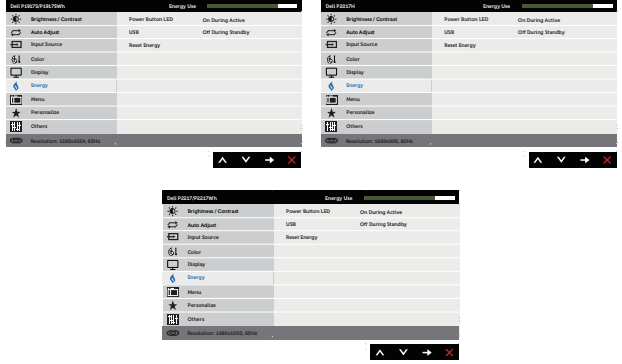 Dell P1917S/P1917SWh Energy Use
Brightness / Contrast Power Button LED On During Active
Auto Adjust USB Off During Standby
Input Source Reset Energy
Color
Display
Energy
Menu
Personalize
Others
Resolution: 1280x1024, 60Hz
Dell P2017H Energy Use
Brightness / Contrast Power Button LED On During Active
Auto Adjust USB Off During Standby
Input Source Reset Energy
Color
Display
Energy
Menu
Personalize
Others
Resolution: 1600x900, 60Hz
Dell P2217/P2217Wh Energy Use
Brightness / Contrast Power Button LED On During Active
Auto Adjust USB Off During Standby
Input Source Reset Energy
Color
Display
Energy
Menu
Personalize
Others
Resolution: 1680x1050, 60Hz